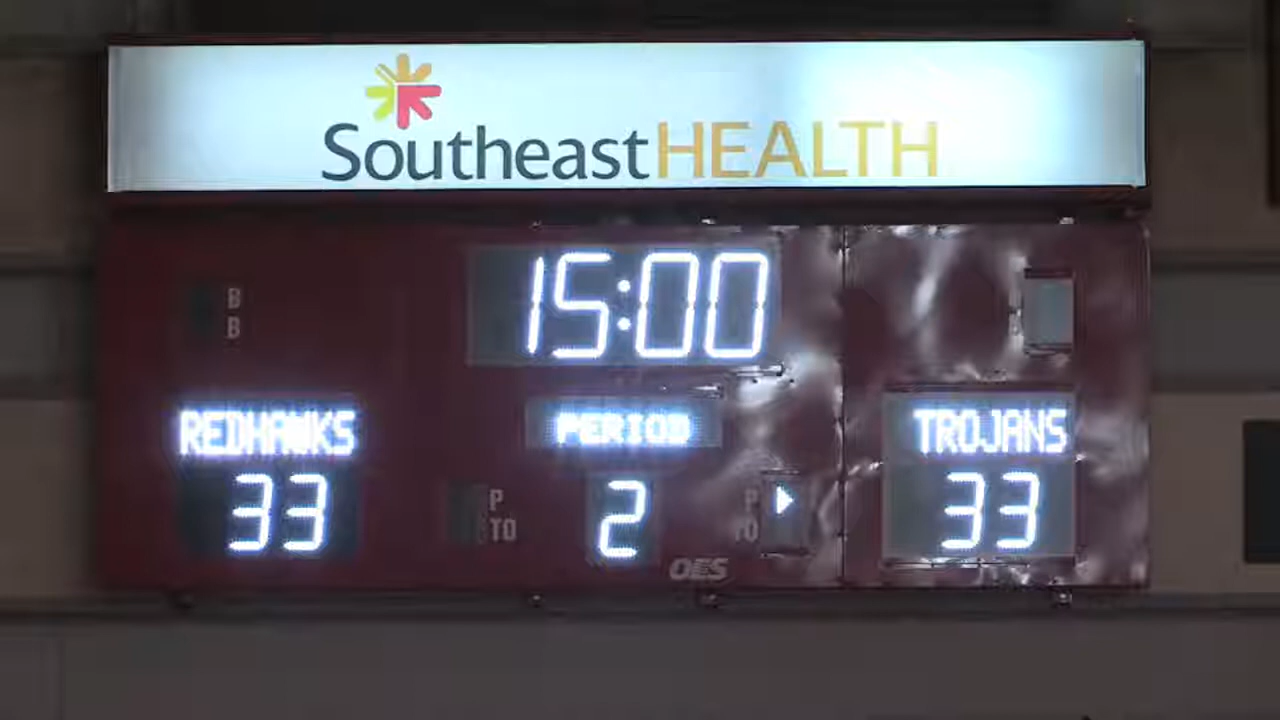 SoutheastHEALTH
15:00
B
B
REDHAWKS
PERIOD
TROJANS
33
P
TO
2
P
TO
33
OES